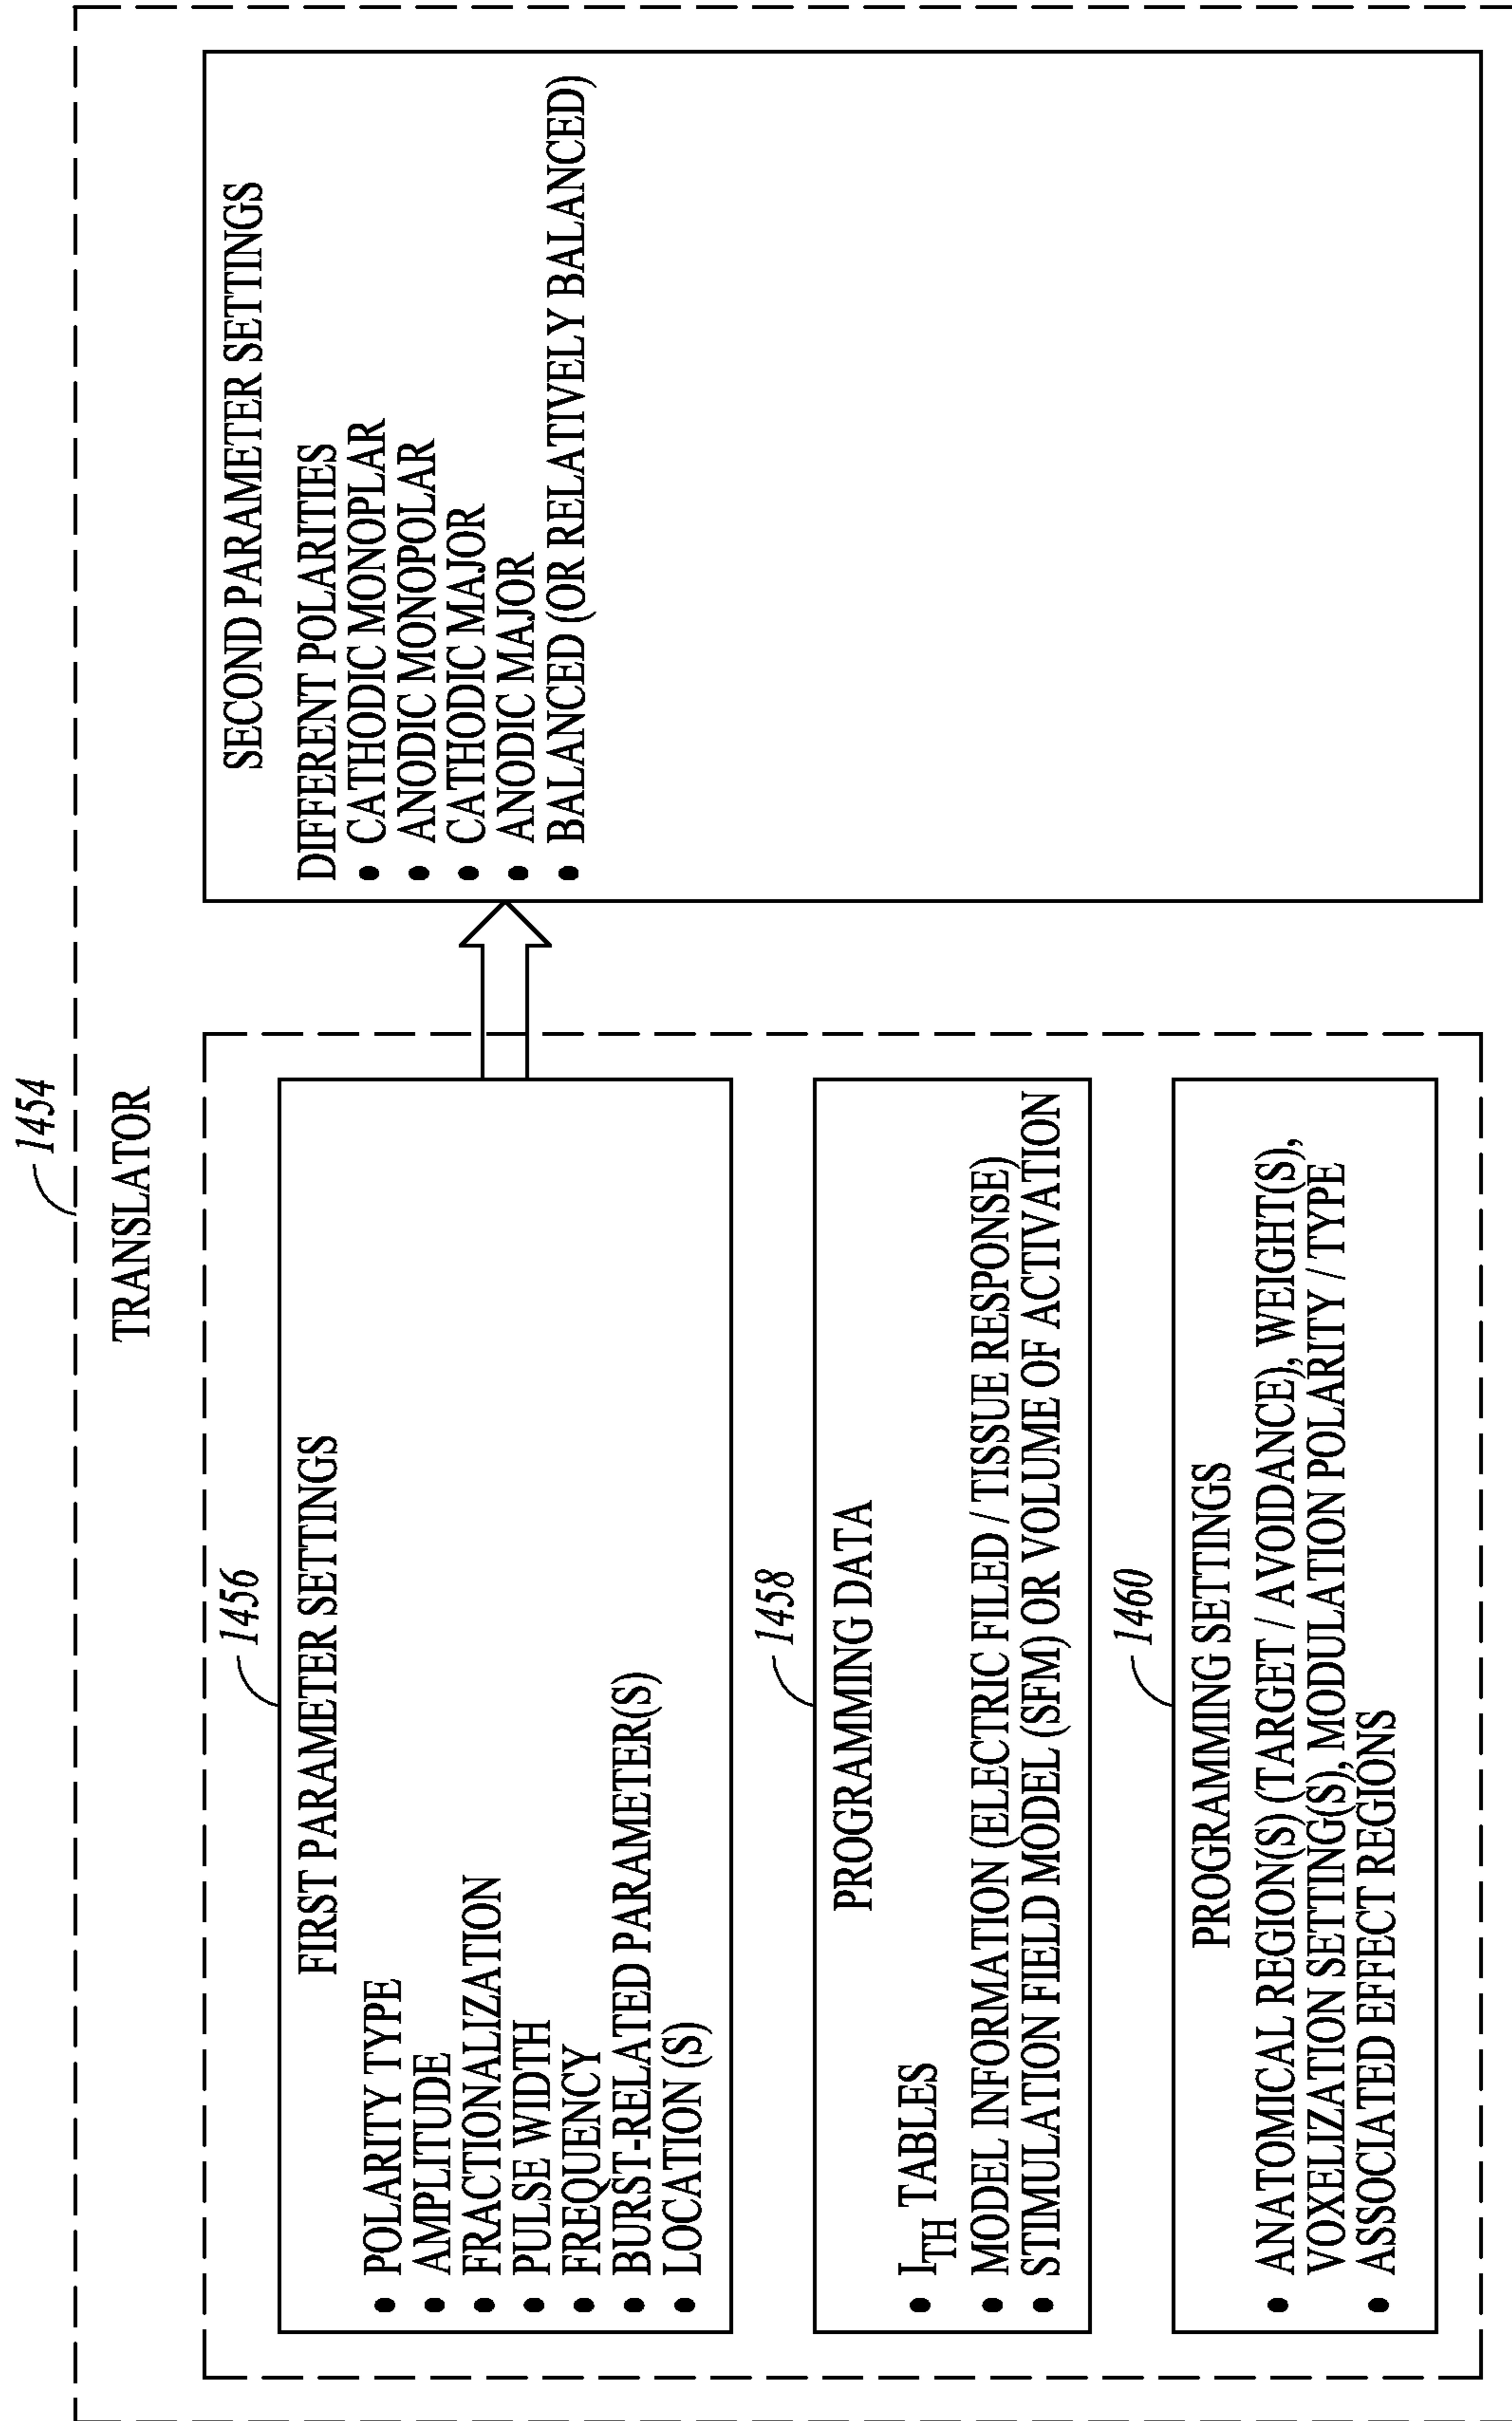 1454
TRANSLATOR
1456
FIRST PARAMETER SETTINGS
• POLARITY TYPE
• AMPLITUDE
• FRACTIONALIZATION
• PULSE WIDTH
• FREQUENCY
• BURST-RELATED PARAMETER(S)
• LOCATION (S)
1458
PROGRAMMING DATA
• I_TH TABLES
• MODEL INFORMATION (ELECTRIC FILED / TISSUE RESPONSE)
• STIMULATION FIELD MODEL (SFM) OR VOLUME OF ACTIVATION
1460
PROGRAMMING SETTINGS
• ANATOMICAL REGION(S) (TARGET / AVOIDANCE), WEIGHT(S),
VOXELIZATION SETTING(S), MODULATION POLARITY / TYPE
• ASSOCIATED EFFECT REGIONS
SECOND PARAMETER SETTINGS
DIFFERENT POLARITIES
• CATHODIC MONOPLAR
• ANODIC MONOPOLAR
• CATHODIC MAJOR
• ANODIC MAJOR
• BALANCED (OR RELATIVELY BALANCED)